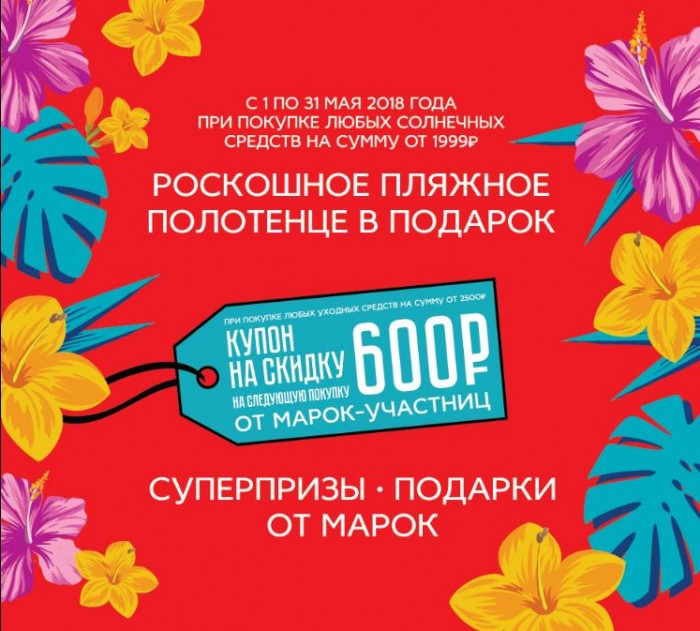 С 1 ПО 31 МАЯ 2018 ГОДА
ПРИ ПОКУПКЕ ЛЮБЫХ СОЛНЕЧНЫХ
СРЕДСТВ НА СУММУ ОТ 1999₽
РОСКОШНОЕ ПЛЯЖНОЕ
ПОЛОТЕНЦЕ В ПОДАРОК
ПРИ ПОКУПКЕ ЛЮБЫХ УХОДНЫХ СРЕДСТВ НА СУММУ ОТ 2500₽
КУПОН
НА СКИДКУ
НА СЛЕДУЮЩУЮ ПОКУПКУ
600₽
ОТ МАРОК-УЧАСТНИЦ
СУПЕРПРИЗЫ • ПОДАРКИ
ОТ МАРОК